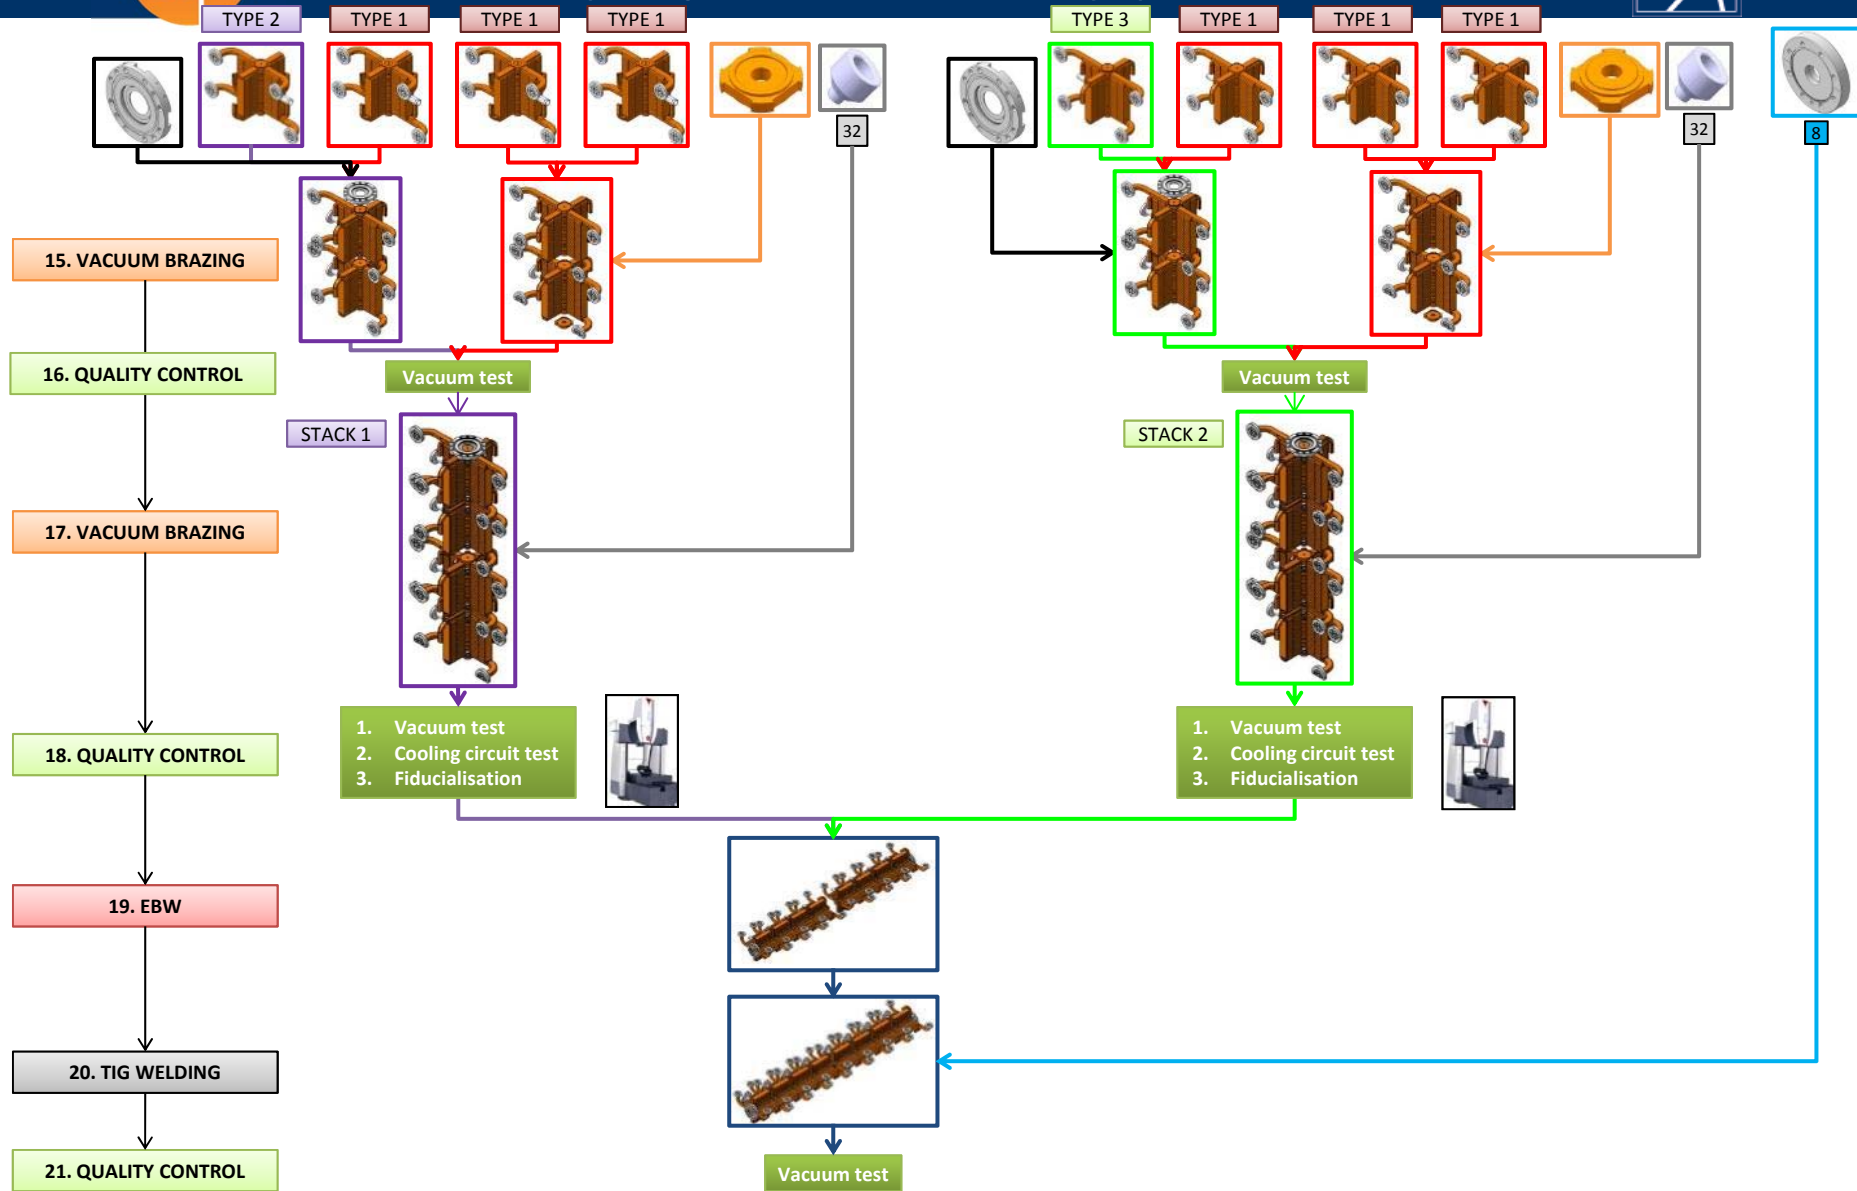 TYPE 2
TYPE 1
TYPE 1
TYPE 1
TYPE 3
TYPE 1
TYPE 1
TYPE 1
32
32
8
15. VACUUM BRAZING
16. QUALITY CONTROL
Vacuum test
Vacuum test
STACK 1
STACK 2
17. VACUUM BRAZING
18. QUALITY CONTROL
1. Vacuum test
2. Cooling circuit test
3. Fiducialisation
1. Vacuum test
2. Cooling circuit test
3. Fiducialisation
19. EBW
20. TIG WELDING
21. QUALITY CONTROL
Vacuum test